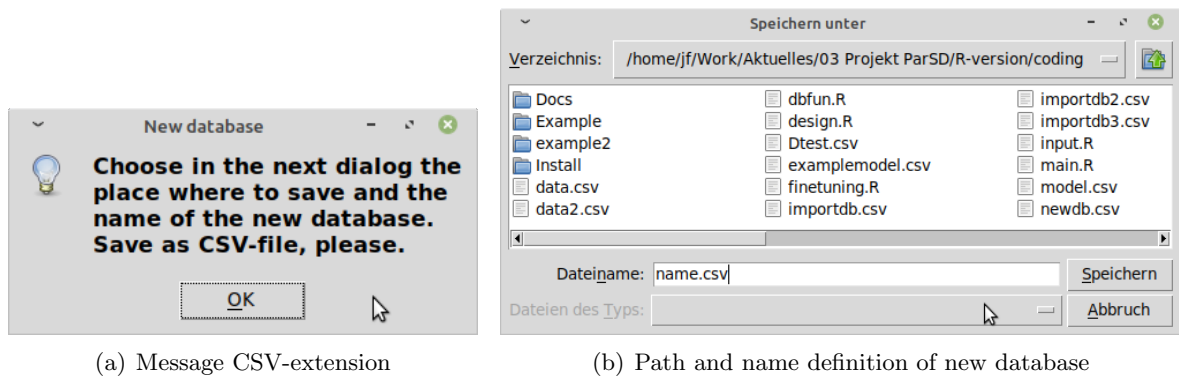 New database
Choose in the next dialog the
place where to save and the
name of the new database.
Save as CSV-file, please.
OK
(a) Message CSV-extension
Speichern unter
Verzeichnis: /home/jf/Work/Aktuelles/03 Projekt ParSD/R-version/coding
Docs dbfun.R importdb2.csv
Example design.R importdb3.csv
example2 Dtest.csv input.R
Install examplemodel.csv main.R
data.csv finetuning.R model.csv
data2.csv importdb.csv newdb.csv
Dateiname: name.csv Speichern
Dateien des Typs: Abbruch
(b) Path and name definition of new database